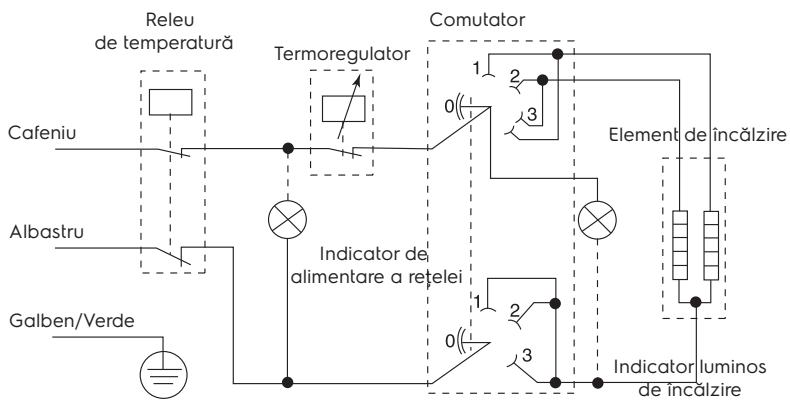 Releu
de temperatură
Comutator
Termoregulator
1
2
0
3
Cafeniu
Element de încălzire
Albastru
Indicator de
alimentare a rețelei
1
2
Galben/Verde
0
3
Indicator luminos
de încălzire